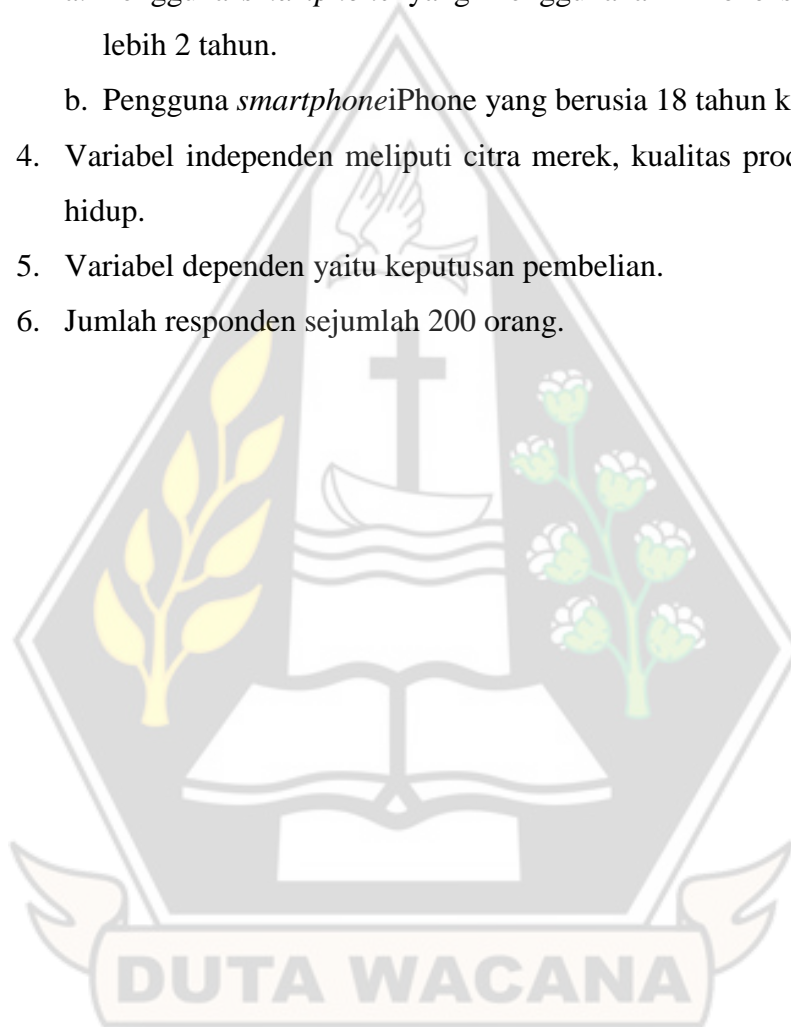 lebih 2 tahun.
b. Pengguna smartphoneiPhone yang berusia 18 tahun
4. Variabel independen meliputi citra merek, kualitas
hidup.
5. Variabel dependen yaitu keputusan pembelian.
6. Jumlah responden sejumlah 200 orang.
DUTA WACANA